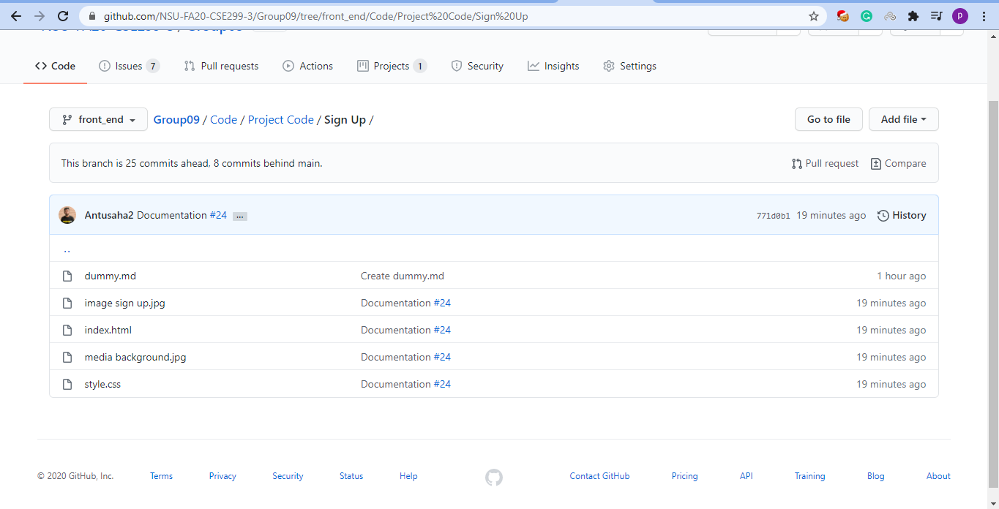 github.com/NSU-FA20-CSE299-3/Group09/tree/front_end/Code/Project%20Code/Sign%20Up
p
Code Issues 7 Pull requests Actions Projects 1 Security Insights Settings
front_end Group09 / Code / Project Code / Sign Up / Go to file Add file
This branch is 25 commits ahead, 8 commits behind main. Pull request Compare
Antusaha2 Documentation #24 ... 771d0b1 19 minutes ago History
..
dummy.md Create dummy.md 1 hour ago
image sign up.jpg Documentation #24 19 minutes ago
index.html Documentation #24 19 minutes ago
media background.jpg Documentation #24 19 minutes ago
style.css Documentation #24 19 minutes ago
© 2020 GitHub, Inc. Terms Privacy Security Status Help Contact GitHub Pricing API Training Blog About